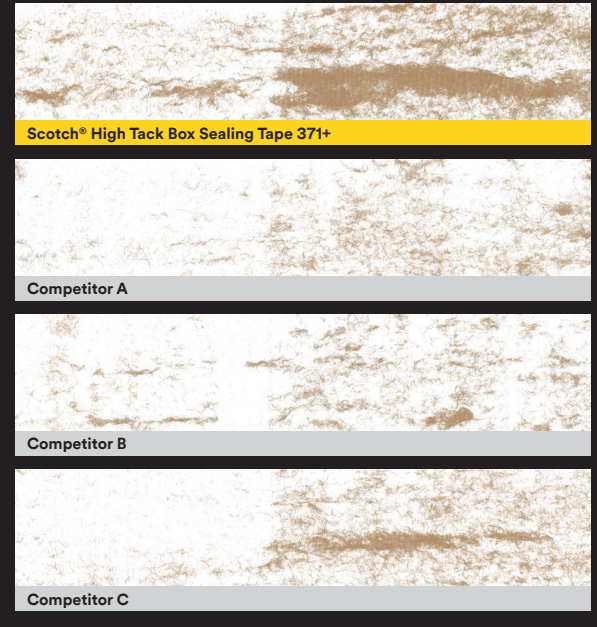 Scotch® High Tack Box Sealing Tape 371+
Competitor A
Competitor B
Competitor C